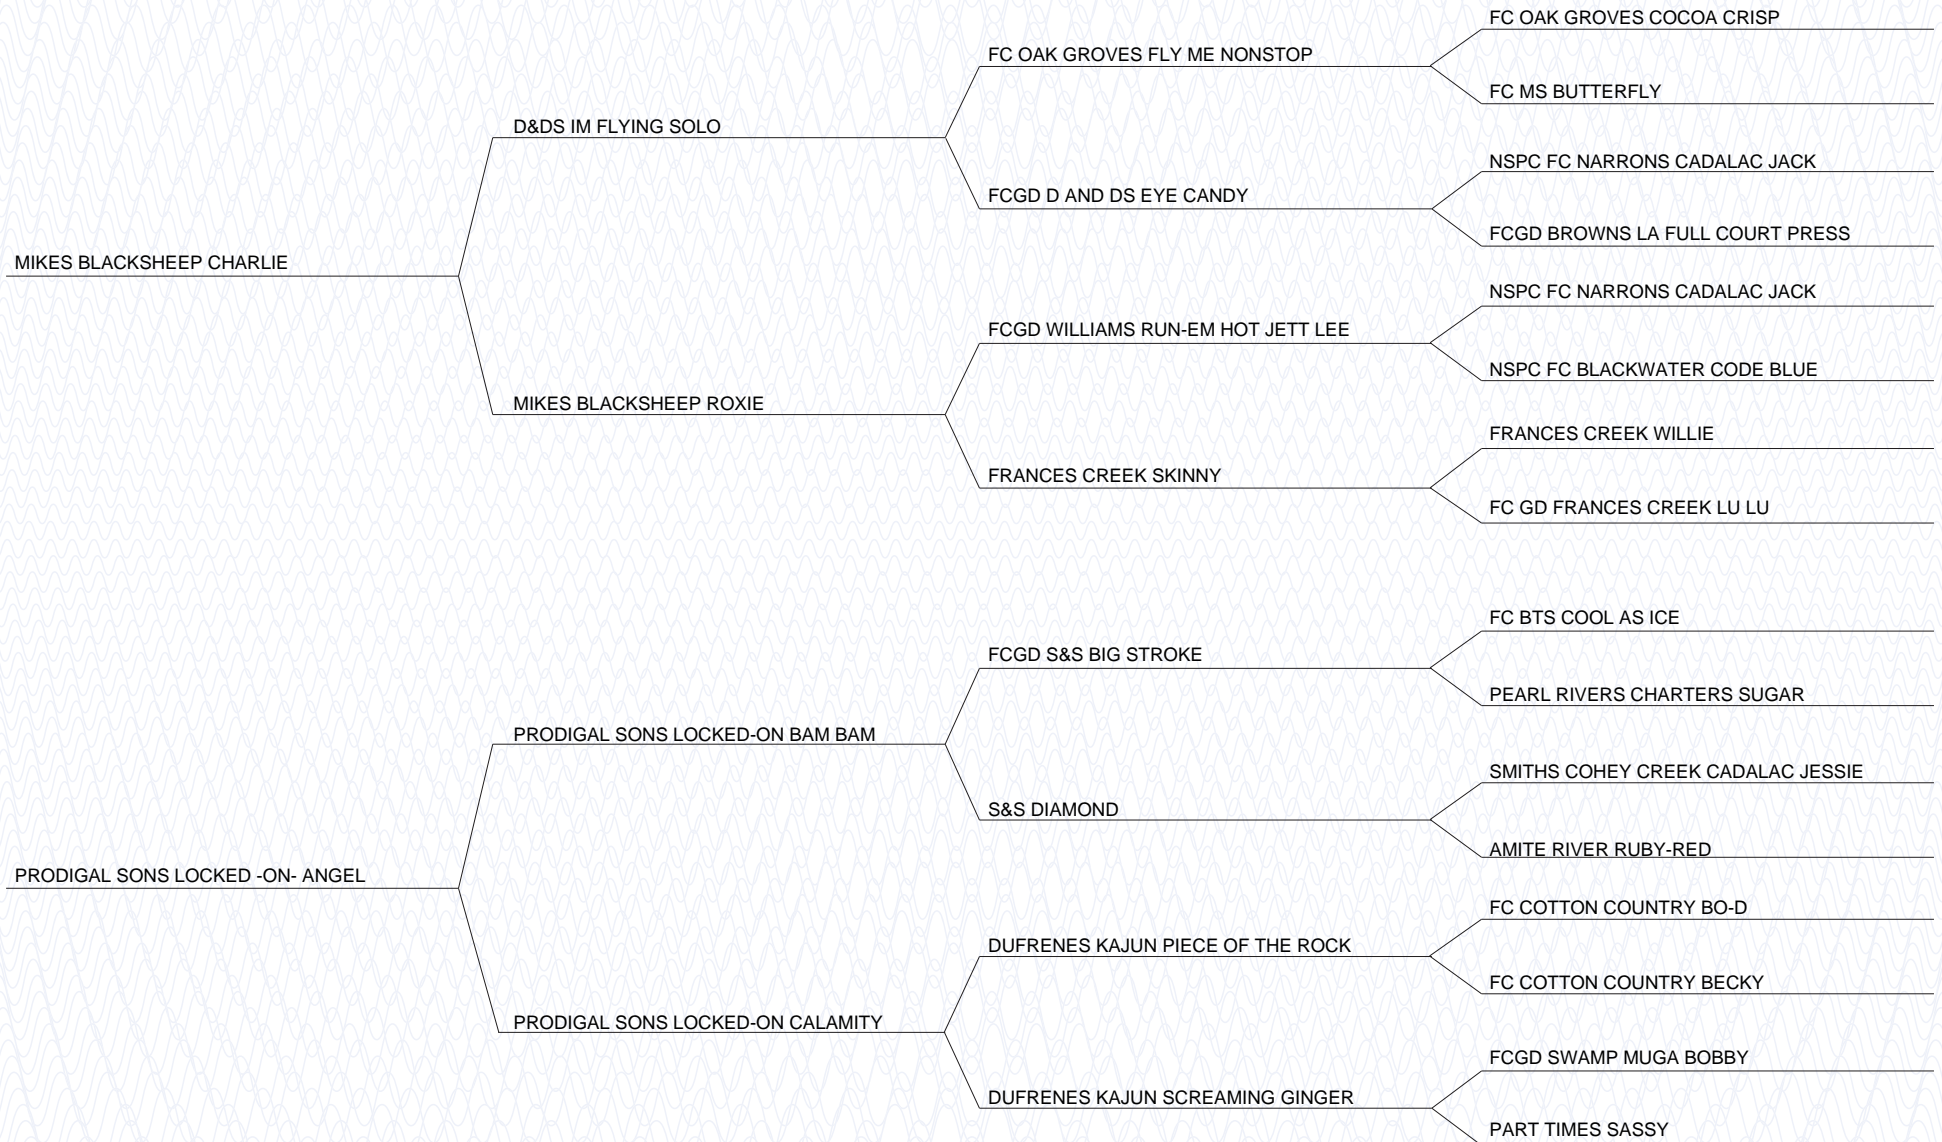 FC OAK GROVES COCOA CRISP
FC OAK GROVES FLY ME NONSTOP
FC MS BUTTERFLY
D&DS IM FLYING SOLO
NSPC FC NARRONS CADALAC JACK
FCGD D AND DS EYE CANDY
FCGD BROWNS LA FULL COURT PRESS
MIKES BLACKSHEEP CHARLIE
NSPC FC NARRONS CADALAC JACK
FCGD WILLIAMS RUN-EM HOT JETT LEE
NSPC FC BLACKWATER CODE BLUE
MIKES BLACKSHEEP ROXIE
FRANCES CREEK WILLIE
FRANCES CREEK SKINNY
FC GD FRANCES CREEK LU LU
FC BTS COOL AS ICE
FCGD S&S BIG STROKE
PEARL RIVERS CHARTERS SUGAR
PRODIGAL SONS LOCKED-ON BAM BAM
SMITHS COHEY CREEK CADALAC JESSIE
S&S DIAMOND
AMITE RIVER RUBY-RED
PRODIGAL SONS LOCKED -ON- ANGEL
FC COTTON COUNTRY BO-D
DUFRENES KAJUN PIECE OF THE ROCK
FC COTTON COUNTRY BECKY
PRODIGAL SONS LOCKED-ON CALAMITY
FCGD SWAMP MUGA BOBBY
DUFRENES KAJUN SCREAMING GINGER
PART TIMES SASSY